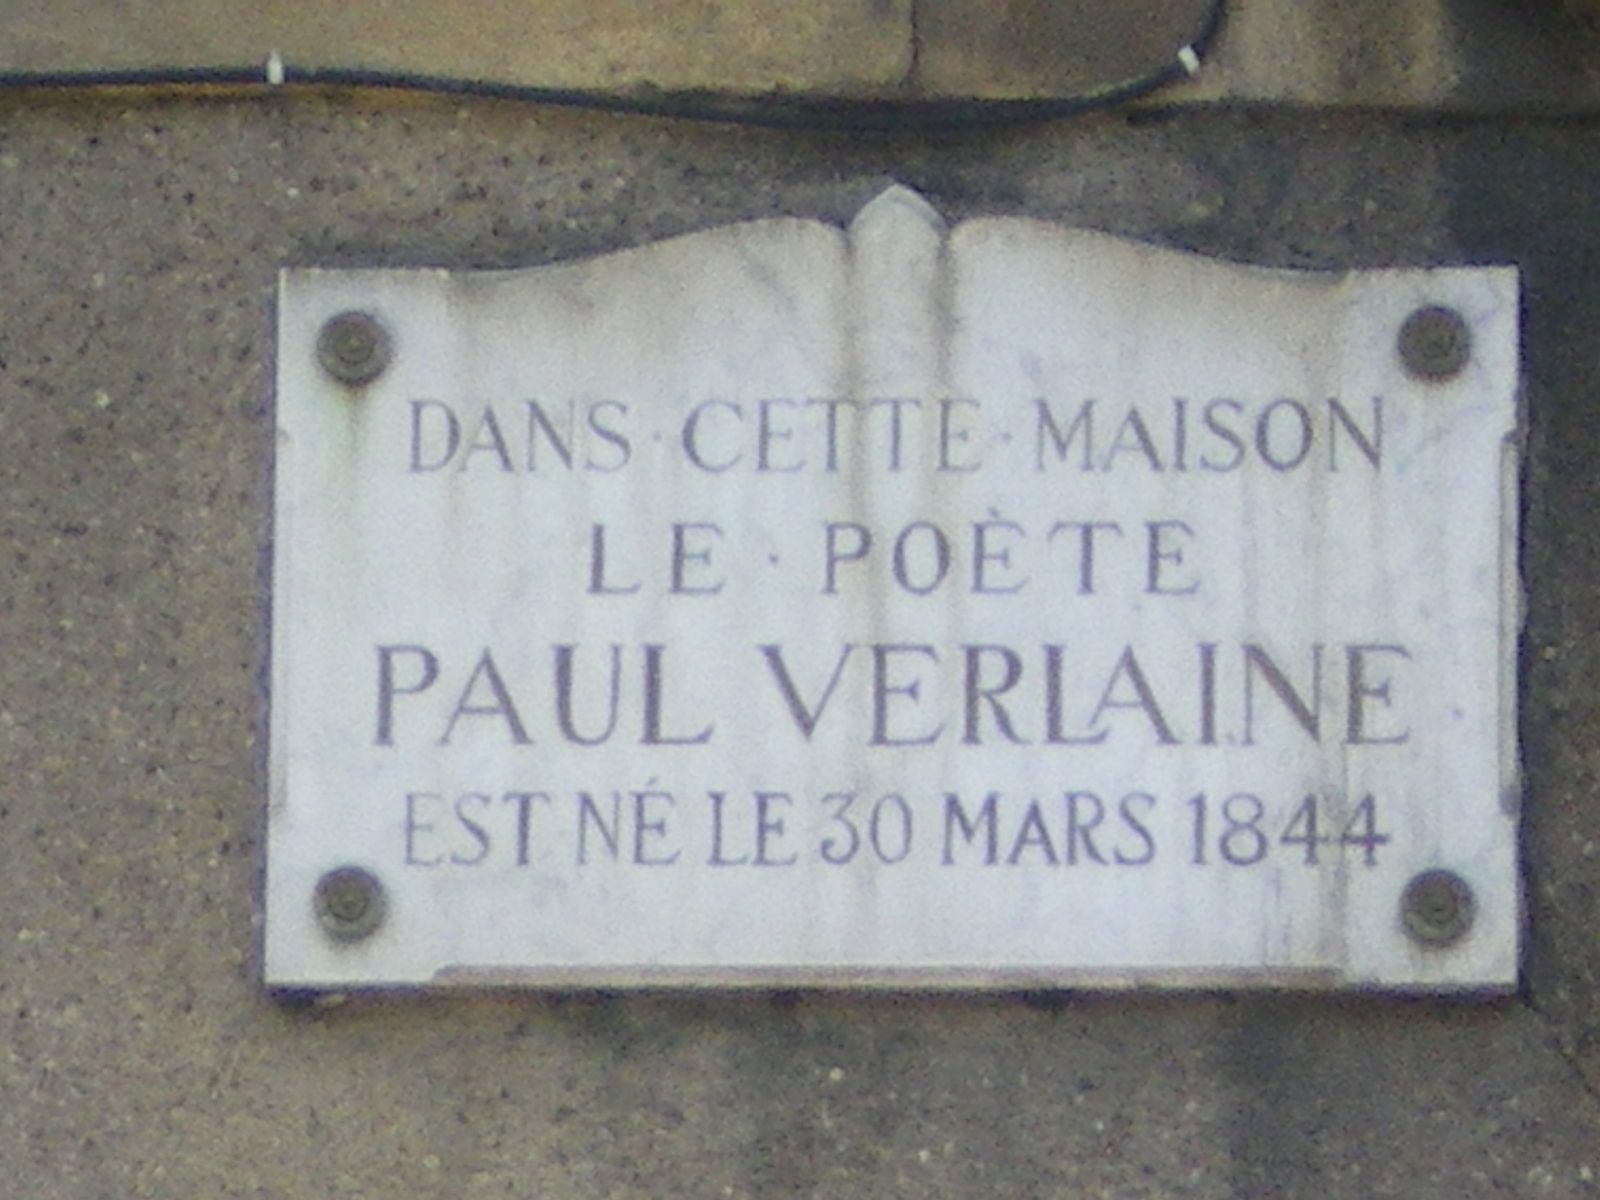 DANS·CETTE·MAISON
LE·POÈTE
PAUL VERLAINE
EST NÉ LE 30 MARS 1844